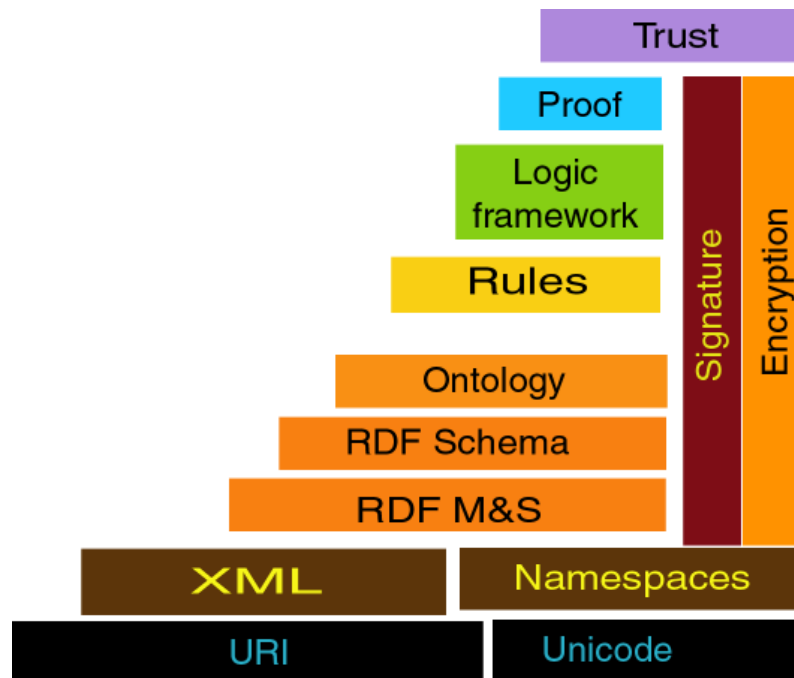 Trust
Proof
Logic
framework
Rules
Ontology
RDF Schema
RDF M&S
Signature
Encryption
XML
Namespaces
URI
Unicode